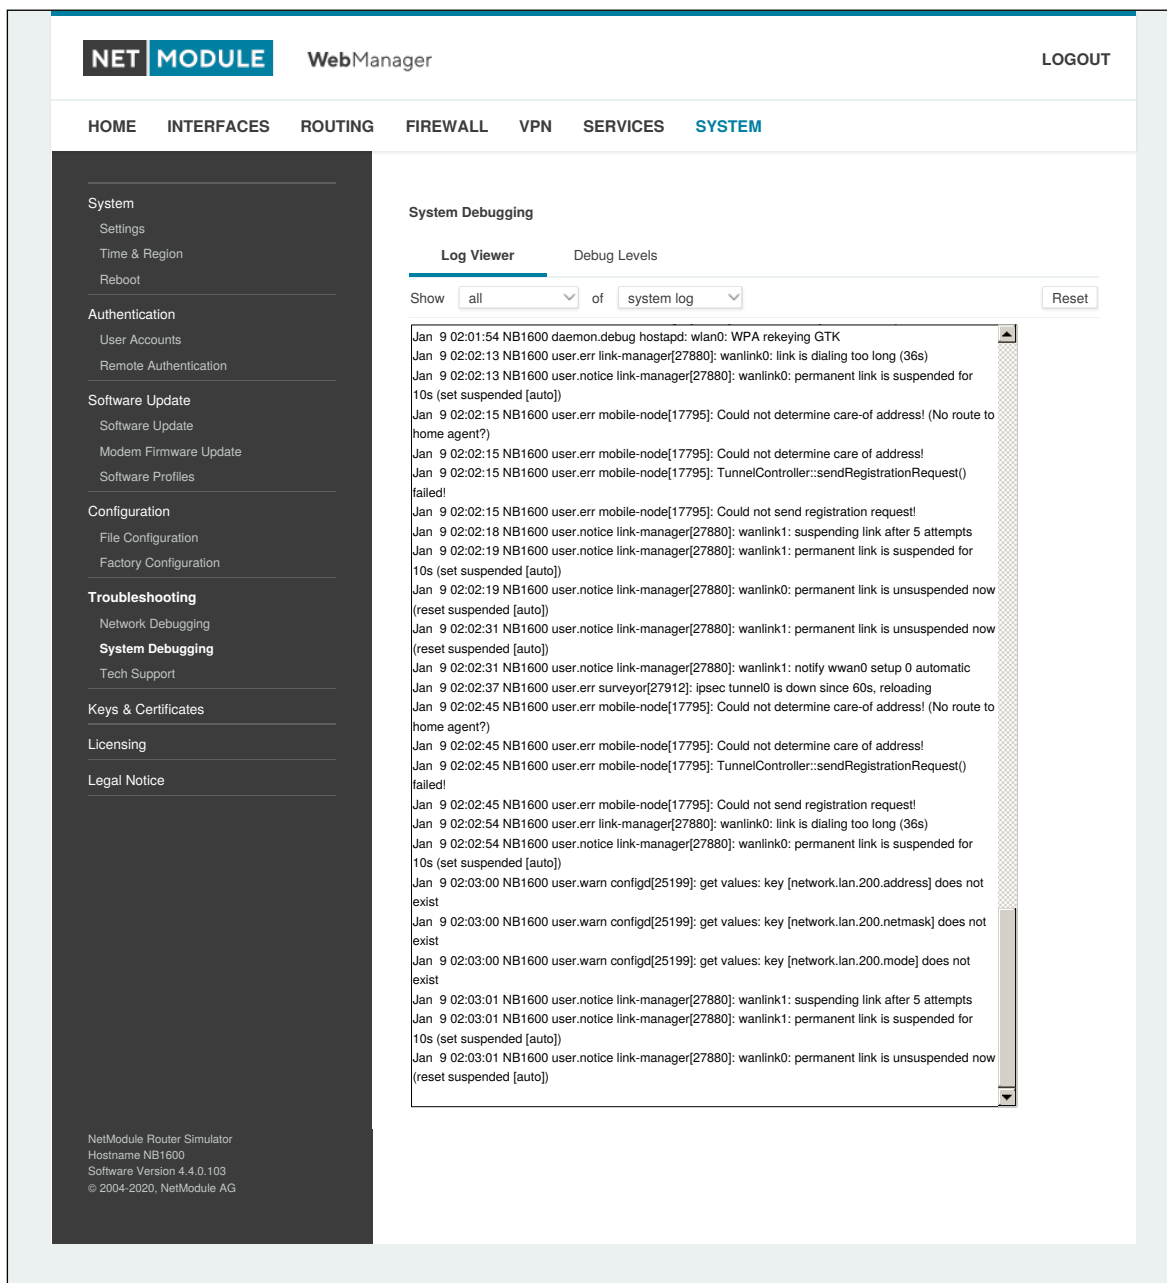 NET MODULE WebManager LOGOUT
HOME INTERFACES ROUTING FIREWALL VPN SERVICES SYSTEM
System
Settings
Time & Region
Reboot
Authentication
User Accounts
Remote Authentication
Software Update
Software Update
Modem Firmware Update
Software Profiles
Configuration
File Configuration
Factory Configuration
Troubleshooting
Network Debugging
System Debugging
Tech Support
Keys & Certificates
Licensing
Legal Notice
NetModule Router Simulator
Hostname NB1600
Software Version 4.4.0.103
© 2004-2020, NetModule AG
System Debugging
Log Viewer Debug Levels
Show all of system log Reset
Jan 9 02:01:54 NB1600 daemon.debug hostapd: wlan0: WPA rekeying GTK
Jan 9 02:02:13 NB1600 user.err link-manager[27880]: wanlink0: link is dialing too long (36s)
Jan 9 02:02:13 NB1600 user.notice link-manager[27880]: wanlink0: permanent link is suspended for
10s (set suspended [auto])
Jan 9 02:02:15 NB1600 user.err mobile-node[17795]: Could not determine care-of address! (No route to
home agent?)
Jan 9 02:02:15 NB1600 user.err mobile-node[17795]: Could not determine care of address!
Jan 9 02:02:15 NB1600 user.err mobile-node[17795]: TunnelController::sendRegistrationRequest()
failed!
Jan 9 02:02:15 NB1600 user.err mobile-node[17795]: Could not send registration request!
Jan 9 02:02:18 NB1600 user.notice link-manager[27880]: wanlink1: suspending link after 5 attempts
Jan 9 02:02:19 NB1600 user.notice link-manager[27880]: wanlink1: permanent link is suspended for
10s (set suspended [auto])
Jan 9 02:02:19 NB1600 user.notice link-manager[27880]: wanlink0: permanent link is unsuspended now
(reset suspended [auto])
Jan 9 02:02:31 NB1600 user.notice link-manager[27880]: wanlink1: permanent link is unsuspended now
(reset suspended [auto])
Jan 9 02:02:31 NB1600 user.notice link-manager[27880]: wanlink1: notify wwan0 setup 0 automatic
Jan 9 02:02:37 NB1600 user.err surveyor[27912]: ipsec tunnel0 is down since 60s, reloading
Jan 9 02:02:45 NB1600 user.err mobile-node[17795]: Could not determine care-of address! (No route to
home agent?)
Jan 9 02:02:45 NB1600 user.err mobile-node[17795]: Could not determine care of address!
Jan 9 02:02:45 NB1600 user.err mobile-node[17795]: TunnelController::sendRegistrationRequest()
failed!
Jan 9 02:02:45 NB1600 user.err mobile-node[17795]: Could not send registration request!
Jan 9 02:02:54 NB1600 user.err link-manager[27880]: wanlink0: link is dialing too long (36s)
Jan 9 02:02:54 NB1600 user.notice link-manager[27880]: wanlink0: permanent link is suspended for
10s (set suspended [auto])
Jan 9 02:03:00 NB1600 user.warn configd[25199]: get values: key [network.lan.200.address] does not
exist
Jan 9 02:03:00 NB1600 user.warn configd[25199]: get values: key [network.lan.200.netmask] does not
exist
Jan 9 02:03:00 NB1600 user.warn configd[25199]: get values: key [network.lan.200.mode] does not
exist
Jan 9 02:03:01 NB1600 user.notice link-manager[27880]: wanlink1: suspending link after 5 attempts
Jan 9 02:03:01 NB1600 user.notice link-manager[27880]: wanlink1: permanent link is suspended for
10s (set suspended [auto])
Jan 9 02:03:01 NB1600 user.notice link-manager[27880]: wanlink0: permanent link is unsuspended now
(reset suspended [auto])